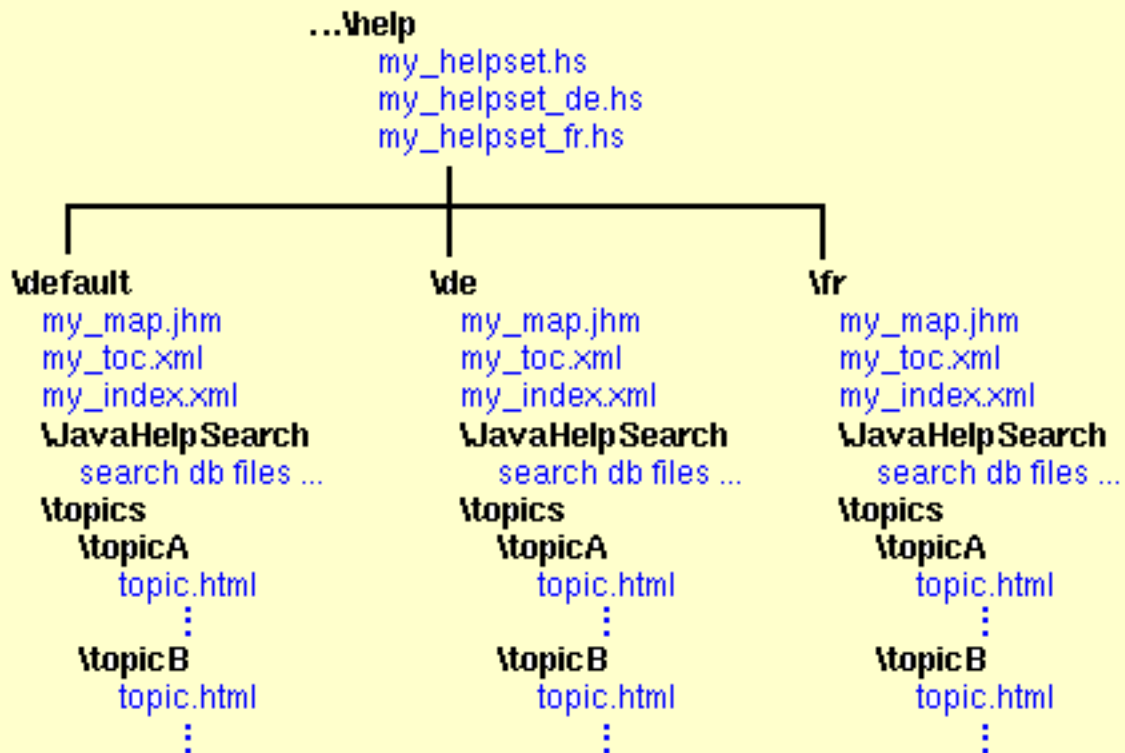 ...\help
my_helpset.hs
my_helpset_de.hs
my_helpset_fr.hs
\default
my_map.jhm
my_toc.xml
my_index.xml
\JavaHelpSearch
search db files ...
\topics
\topicA
topic.html
\topicB
topic.html
\de
my_map.jhm
my_toc.xml
my_index.xml
\JavaHelpSearch
search db files ...
\topics
\topicA
topic.html
\topicB
topic.html
\fr
my_map.jhm
my_toc.xml
my_index.xml
\JavaHelpSearch
search db files ...
\topics
\topicA
topic.html
\topicB
topic.html